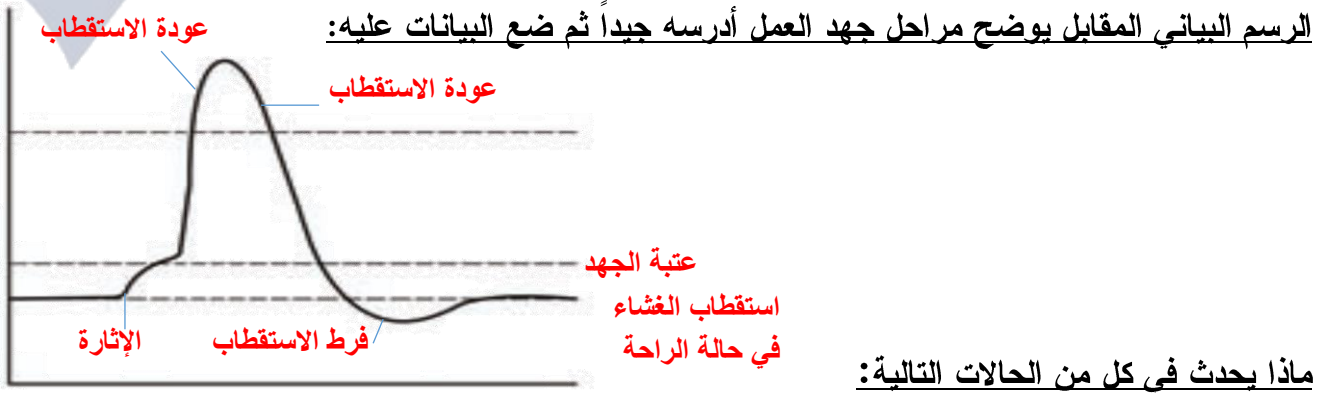 الرسم البياني المقابل يوضح مراحل جهد العمل أدرسه جيداً ثم ضع البيانات عليه:
عودة الاستقطاب
عودة الاستقطاب
عتبة الجهد
استقطاب الغشاء
في حالة الراحة
فرط الاستقطاب
الإثارة
ماذا يحدث في كل من الحالات التالية: